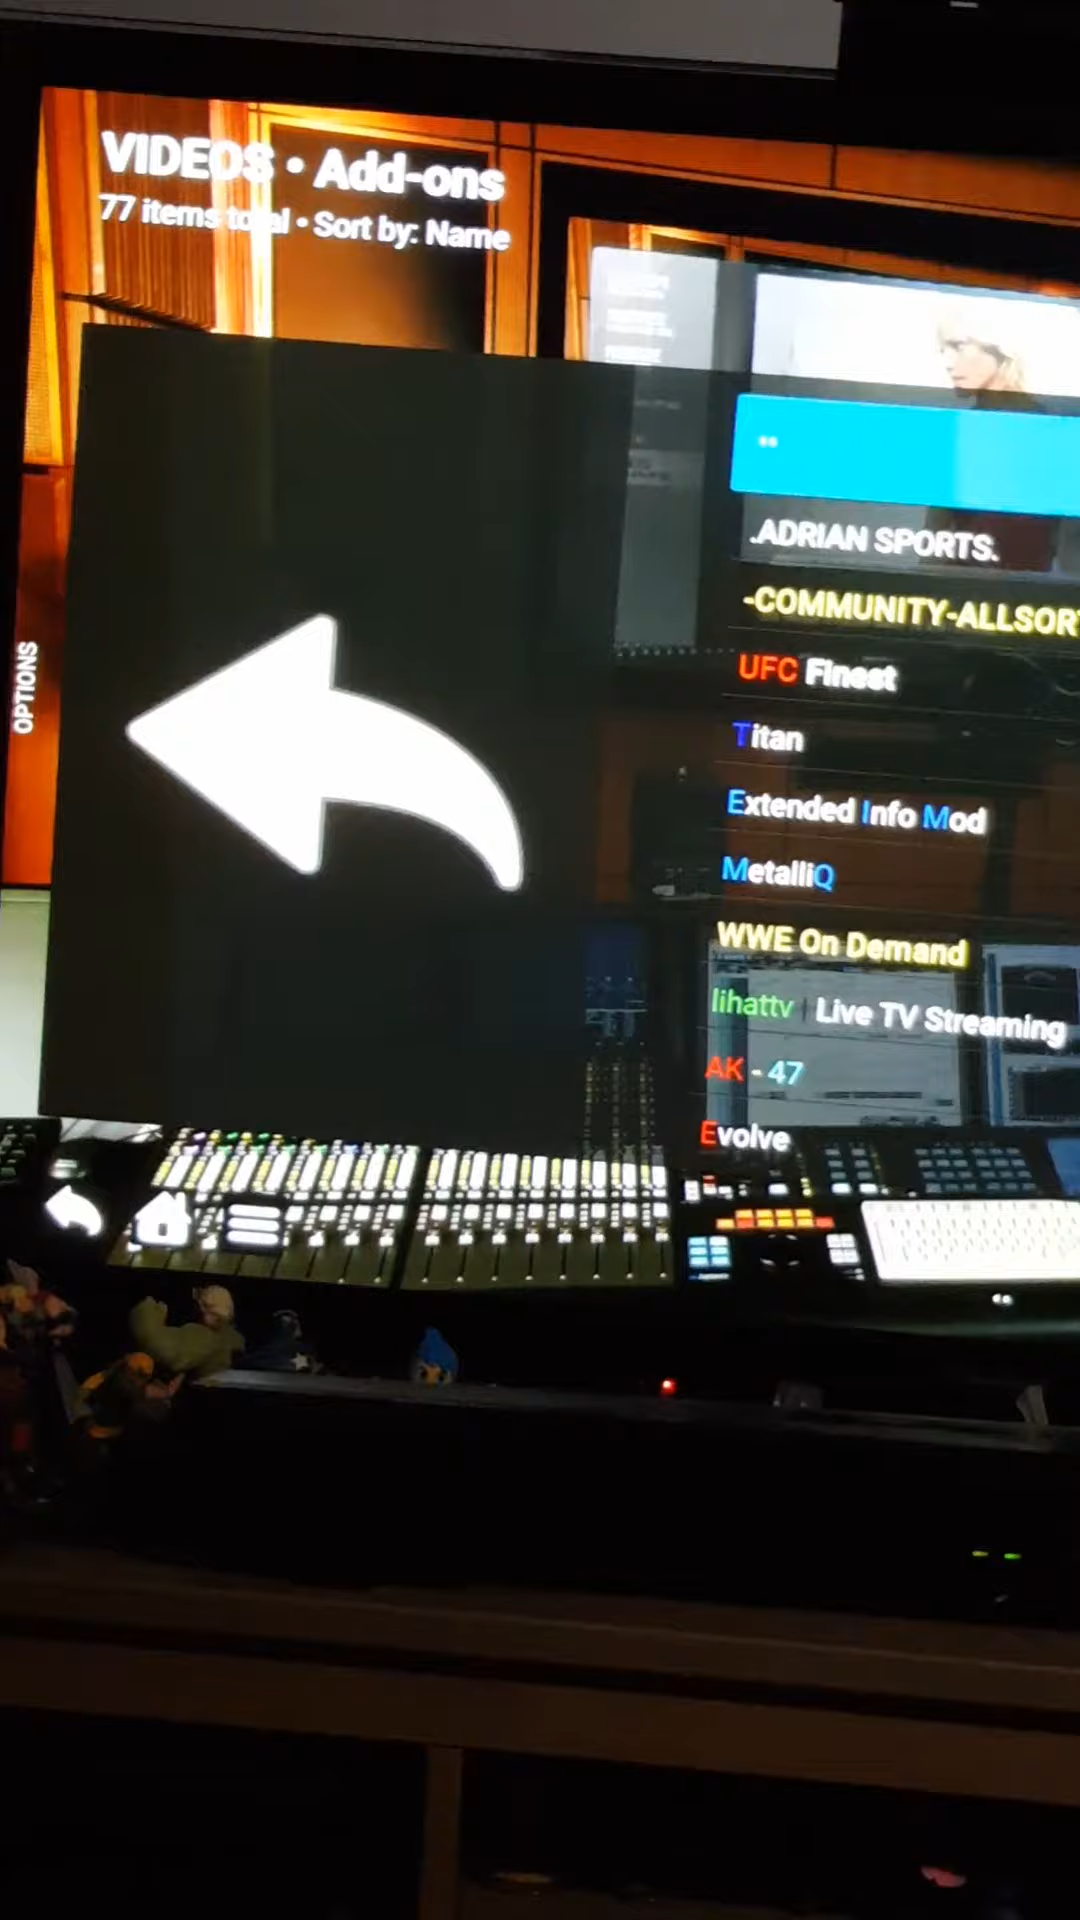 VIDEOS • Add-ons
77 items total • Sort by: Name
OPTIONS
..
.ADRIAN SPORTS.
-COMMUNITY-ALLSORT
UFC Finest
Titan
Extended Info Mod
MetalliQ
WWE On Demand
lihattv | Live TV Streaming
AK - 47
Evolve